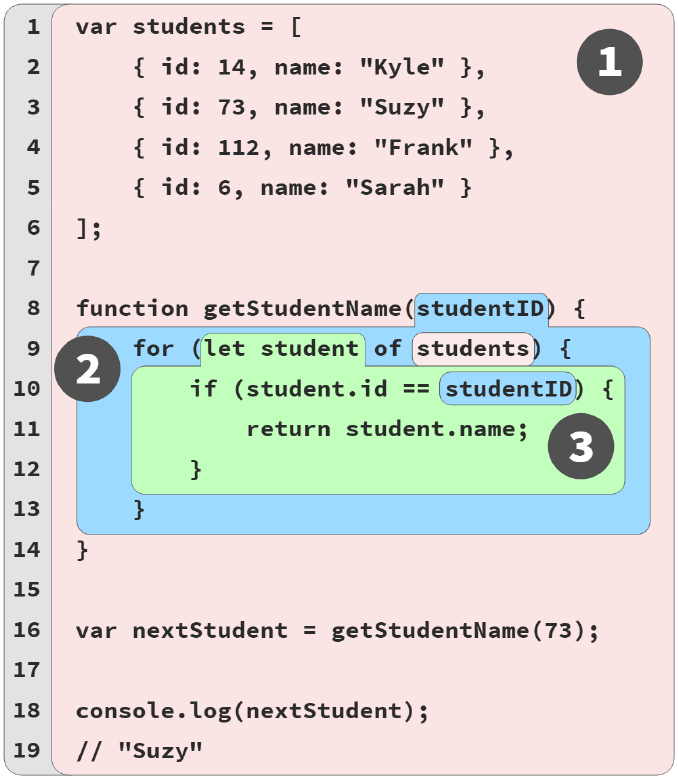 1 var students = [
2     { id: 14, name: "Kyle" },
3     { id: 73, name: "Suzy" },
4     { id: 112, name: "Frank" },
5     { id: 6, name: "Sarah" }
6 ];
7
8 function getStudentName(studentID) {
9     for (let student of students) {
10         if (student.id == studentID) {
11             return student.name;
12         }
13     }
14 }
15
16 var nextStudent = getStudentName(73);
17
18 console.log(nextStudent);
19 // "Suzy"
1
2
3